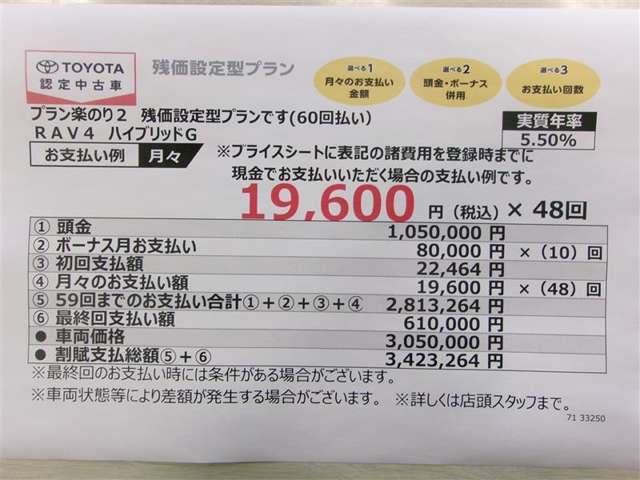 TOYOTA
認定中古車
残価設定型プラン
選べる1
月々のお支払い
金額
選べる2
頭金・ボーナス
併用
選べる3
お支払い回数
プラン楽のり2 残価設定型プランです(60回払い)
RAV4 ハイブリッドG
実質年率
5.50%
お支払い例 月々
※プライスシートに表記の諸費用を登録時までに
現金でお支払いいただく場合の支払い例です。
19,600 円（税込）× 48回
① 頭金 1,050,000 円
② ボーナス月お支払い 80,000 円 ×（10）回
③ 初回支払額 22,464 円
④ 月々のお支払い額 19,600 円 ×（48）回
⑤ 59回までのお支払い合計①＋②＋③＋④ 2,813,264 円
⑥ 最終回支払い額 610,000 円
● 車両価格 3,050,000 円
● 割賦支払総額⑤＋⑥ 3,423,264 円
※最終回のお支払い時には条件がある場合がございます。
※車両状態等により差額が発生する場合がございます。 ※詳しくは店頭スタッフまで。
71 33250